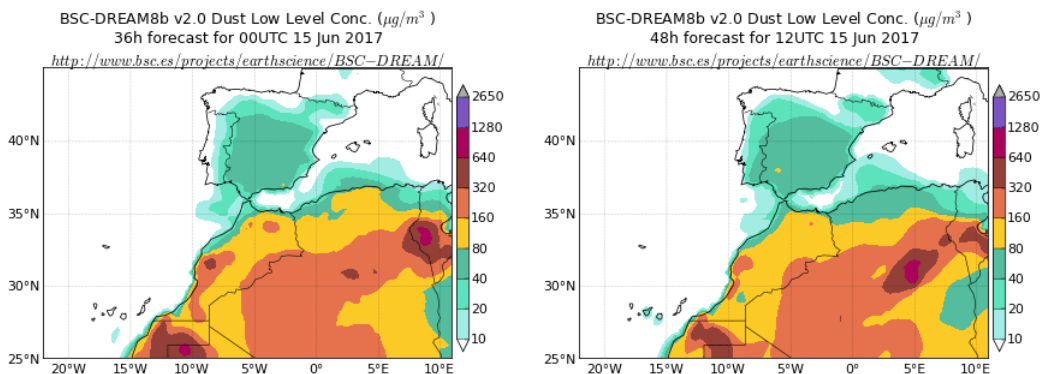 BSC-DREAM8b v2.0 Dust Low Level Conc. (μg/m³ )
36h forecast for 00UTC 15 Jun 2017
http://www.bsc.es/projects/earthscience/BSC−DREAM/
40°N
35°N
30°N
25°N
20°W
15°W
10°W
5°W
0°
5°E
10°E
2650
1280
640
320
160
80
40
20
10
BSC-DREAM8b v2.0 Dust Low Level Conc. (μg/m³ )
48h forecast for 12UTC 15 Jun 2017
http://www.bsc.es/projects/earthscience/BSC−DREAM/
40°N
35°N
30°N
25°N
20°W
15°W
10°W
5°W
0°
5°E
10°E
2650
1280
640
320
160
80
40
20
10